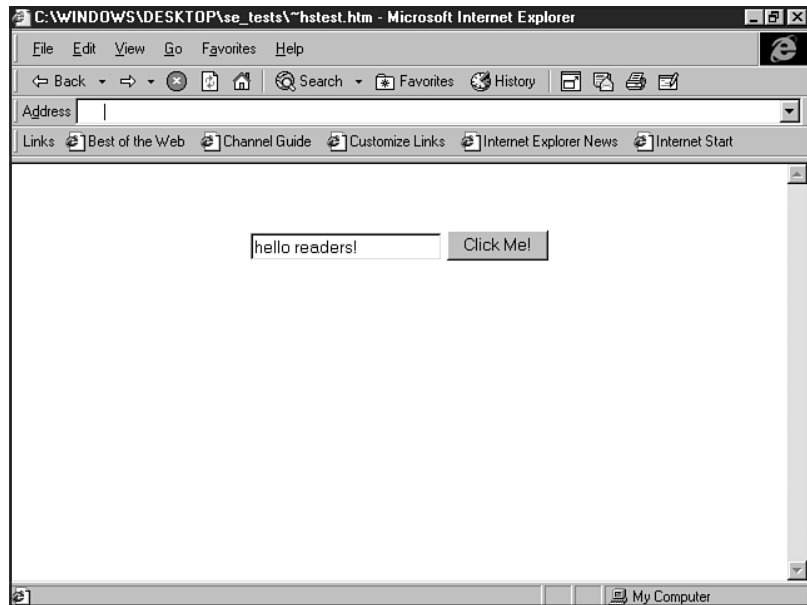 C:\WINDOWS\DESKTOP\se_tests\~hstest.htm - Microsoft Internet Explorer
File Edit View Go Favorites Help
Back Search Favorites History
Address
Links Best of the Web Channel Guide Customize Links Internet Explorer News Internet Start
hello readers! Click Me!
My Computer